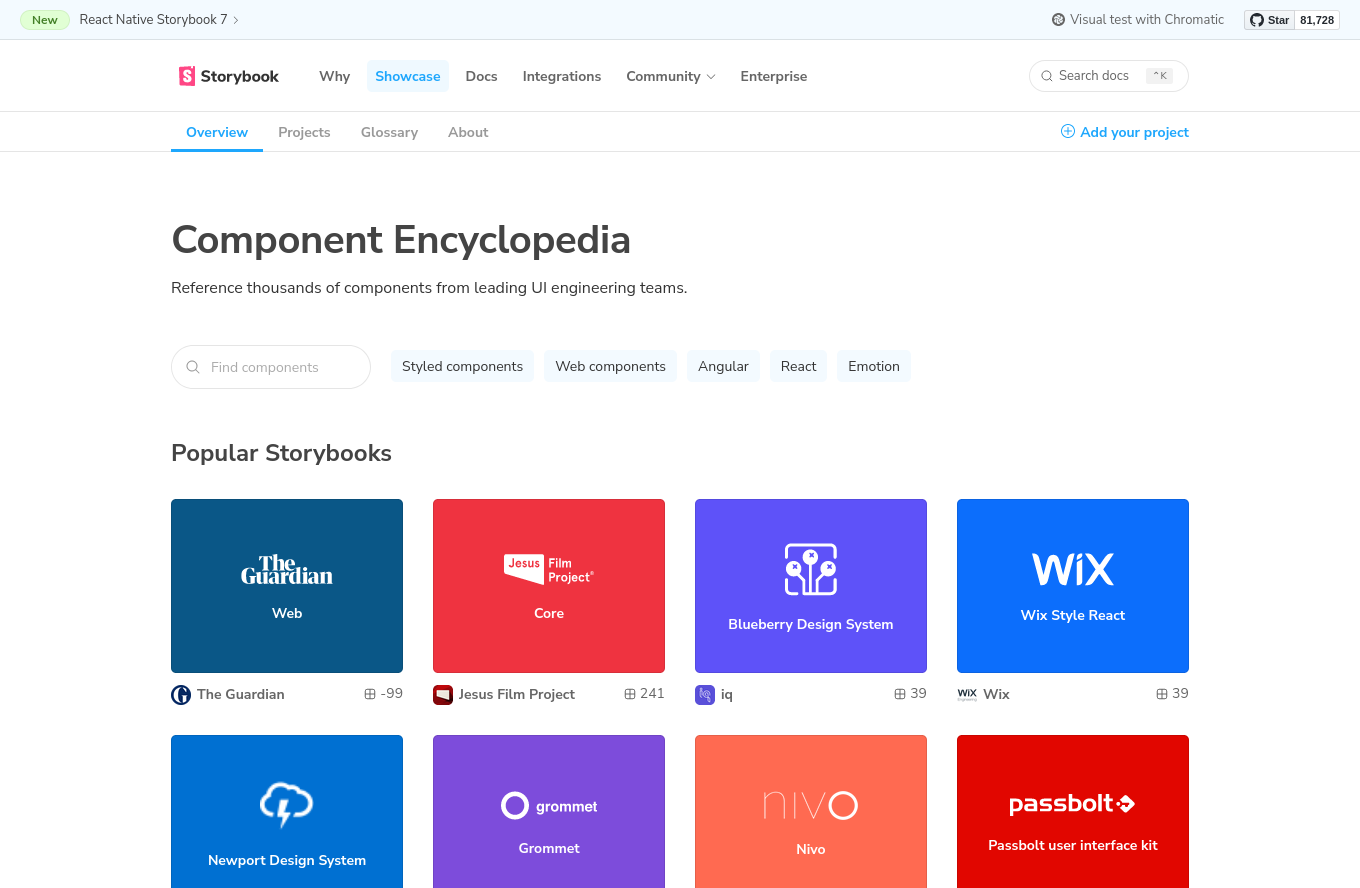 New React Native Storybook 7
Visual test with Chromatic
Star 81,728
Storybook
Why Showcase Docs Integrations Community Enterprise
Search docs ⌃K
Overview Projects Glossary About
Add your project
Component Encyclopedia
Reference thousands of components from leading UI engineering teams.
Find components
Styled components Web components Angular React Emotion
Popular Storybooks
The
Guardian
Web
Jesus Film
Project®
Core
Blueberry Design System
WiX
Wix Style React
The Guardian -99
Jesus Film Project 241
iq 39
WiX Wix 39
Newport Design System
grommet
Grommet
nivo
Nivo
passbolt
Passbolt user interface kit